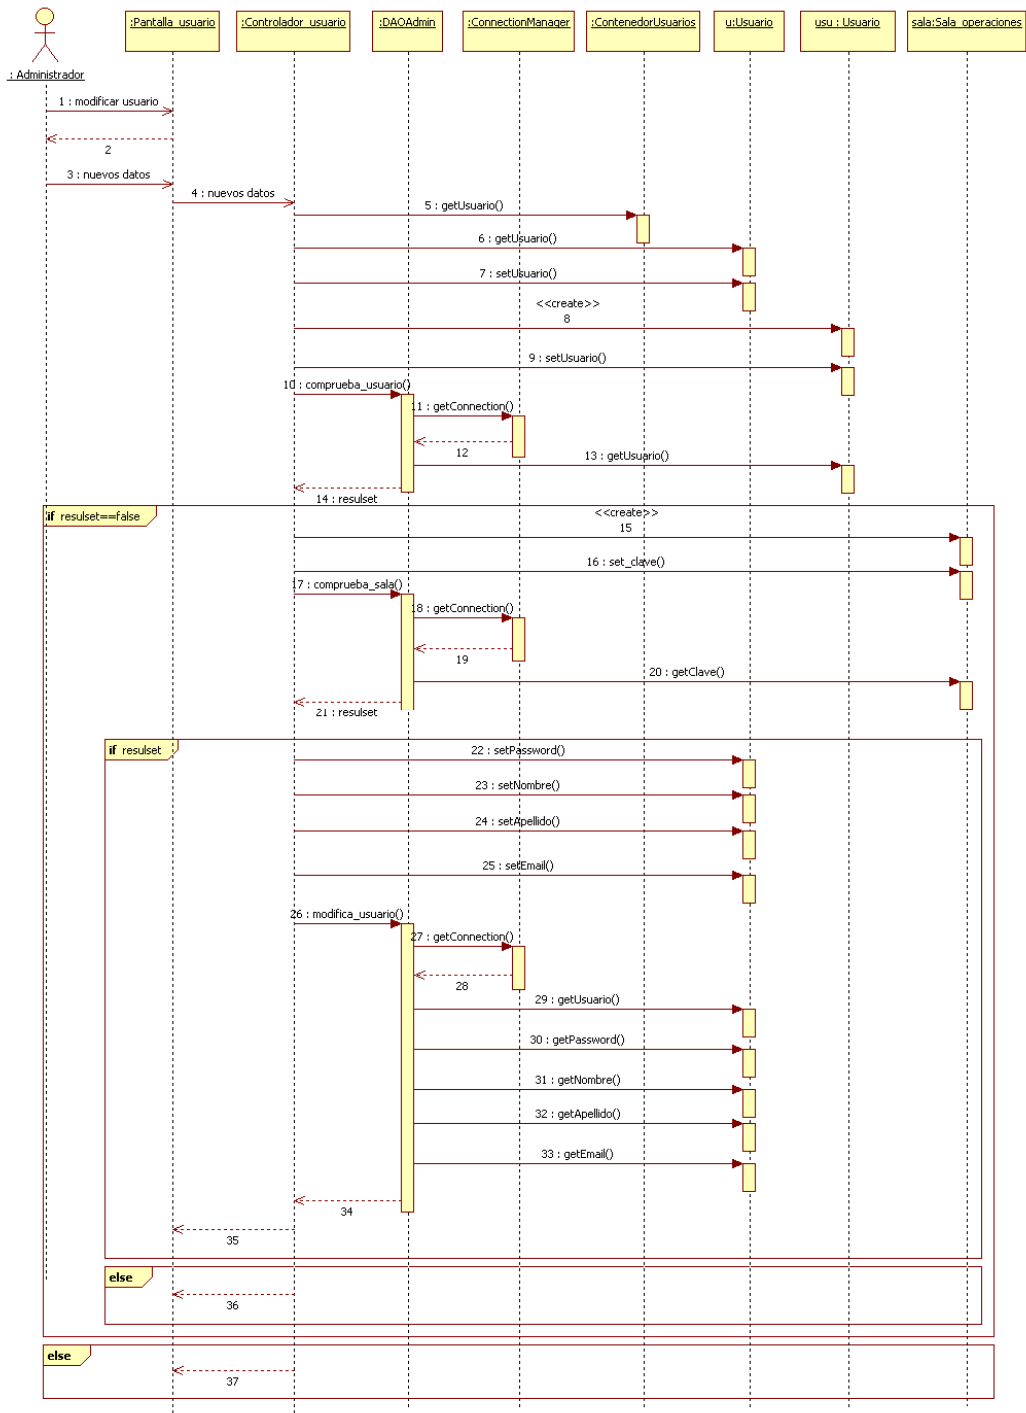 :Pantalla_usuario
:Controlador_usuario
:DAOAdmin
:ConnectionManager
:ContenedorUsuarios
u:Usuario
usu : Usuario
sala:Sala_operaciones
: Administrador
1 : modificar usuario
2
3 : nuevos datos
4 : nuevos datos
5 : getUsuario()
6 : getUsuario()
7 : setUsuario()
<<create>>
8
9 : setUsuario()
10 : comprueba_usuario()
11 : getConnection()
12
13 : getUsuario()
14 : resulset
if resulset==false
<<create>>
15
16 : set_clave()
17 : comprueba_sala()
18 : getConnection()
19
20 : getClave()
21 : resulset
if resulset
22 : setPassword()
23 : setNombre()
24 : setApellido()
25 : setEmail()
26 : modifica_usuario()
27 : getConnection()
28
29 : getUsuario()
30 : getPassword()
31 : getNombre()
32 : getApellido()
33 : getEmail()
34
35
else
36
else
37